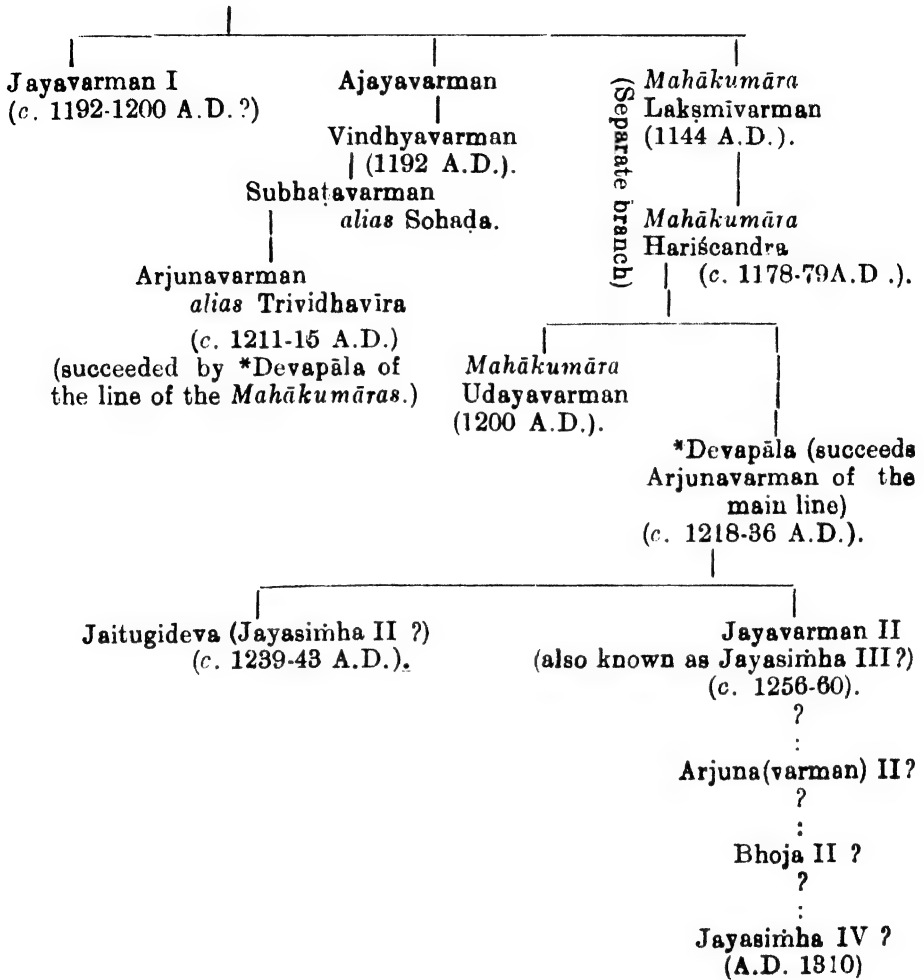 Jayavarman I
(c. 1192-1200 A.D.?)
Ajayavarman
Vindhyavarman
(1192 A.D.).
Subhaṭavarman
alias Sohaḍa.
Arjunavarman
alias Trividhavīra
(c. 1211-15 A.D.)
(succeeded by *Devapāla of
the line of the Mahākumāras.)
(Separate branch)
Mahākumāra
Lakṣmīvarman
(1144 A.D.).
Mahākumāra
Hariścandra
(c. 1178-79A.D .).
Mahākumāra
Udayavarman
(1200 A.D.).
*Devapāla (succeeds
Arjunavarman of the
main line)
(c. 1218-36 A.D.).
Jaitugideva (Jayasiṁha II ?)
(c. 1239-43 A.D.).
Jayavarman II
(also known as Jayasiṁha III?)
(c. 1256-60).
?
:
Arjuna(varman) II?
?
:
Bhoja II ?
?
:
Jayasiṁha IV ?
(A.D. 1310)